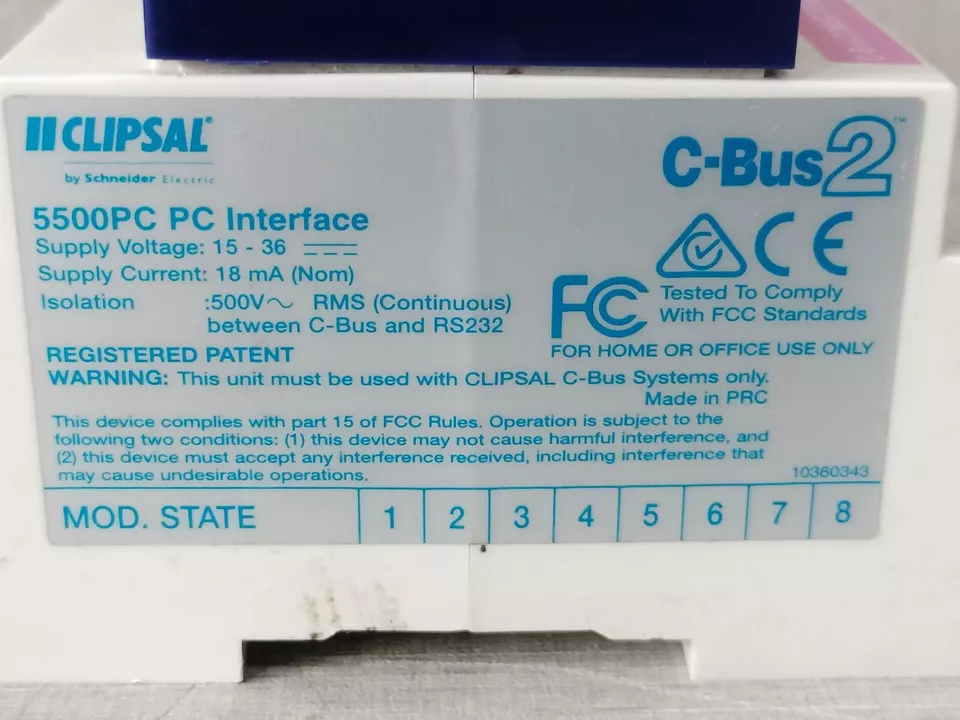 CLIPSAL®
by Schneider Electric
C-Bus2™
5500PC PC Interface
Supply Voltage: 15 - 36 ⎓
Supply Current: 18 mA (Nom)
Isolation :500V～ RMS (Continuous)
between C-Bus and RS232
CE
FC Tested To Comply
With FCC Standards
FOR HOME OR OFFICE USE ONLY
REGISTERED PATENT
WARNING: This unit must be used with CLIPSAL C-Bus Systems only.
Made in PRC
This device complies with part 15 of FCC Rules. Operation is subject to the
following two conditions: (1) this device may not cause harmful interference, and
(2) this device must accept any interference received, including interference that
may cause undesirable operations.
10360343
MOD. STATE 1 2 3 4 5 6 7 8